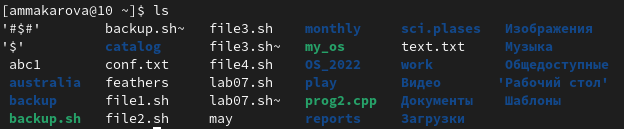 [ammakarova@10 ~]$ ls
'#$#' backup.sh~ file3.sh monthly sci.plases Изображения
'$' catalog file3.sh~ my_os text.txt Музыка
abc1 conf.txt file4.sh OS_2022 work Общедоступные
australia feathers lab07.sh play Видео 'Рабочий стол'
backup file1.sh lab07.sh~ prog2.cpp Документы Шаблоны
backup.sh file2.sh may reports Загрузки